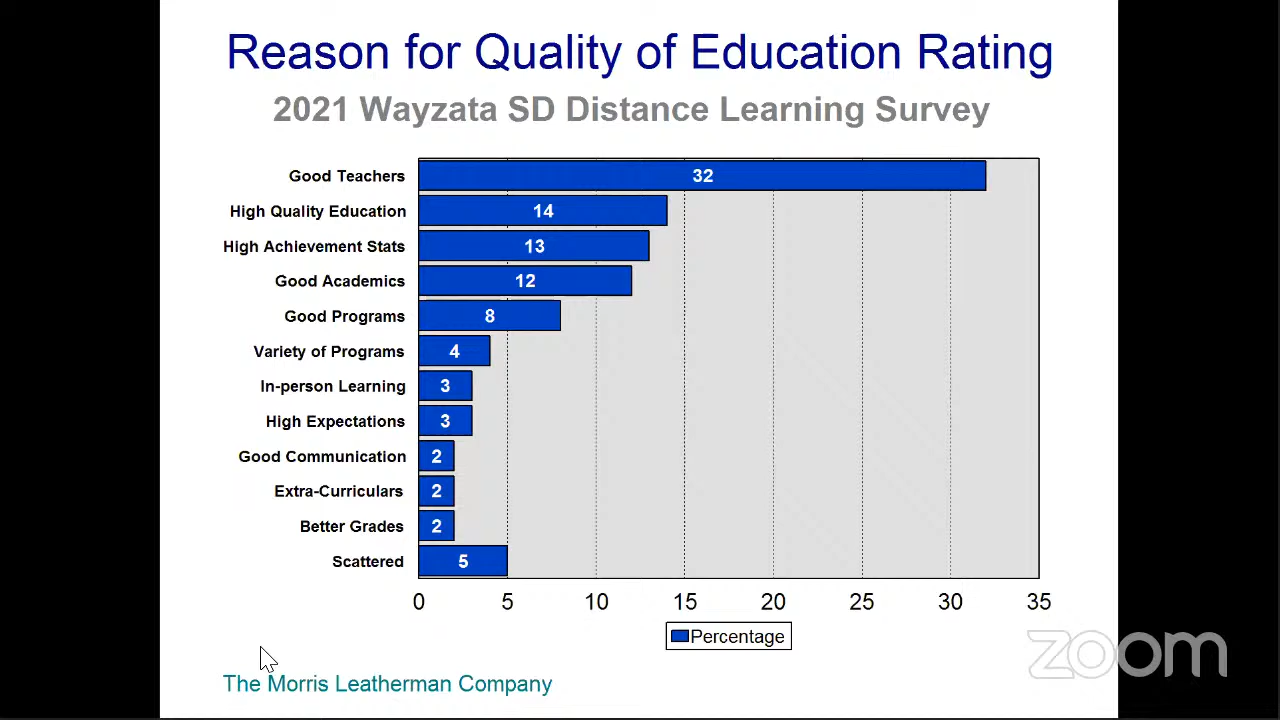 Reason for Quality of Education Rating
2021 Wayzata SD Distance Learning Survey
Good Teachers 32
High Quality Education 14
High Achievement Stats 13
Good Academics 12
Good Programs 8
Variety of Programs 4
In-person Learning 3
High Expectations 3
Good Communication 2
Extra-Curriculars 2
Better Grades 2
Scattered 5
0 5 10 15 20 25 30 35
Percentage
zoom
The Morris Leatherman Company